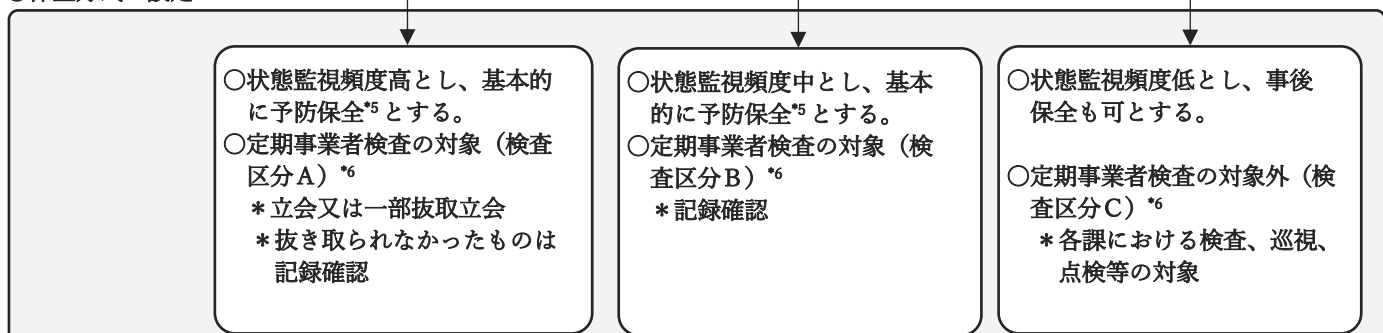 ○状態監視頻度高とし、基本的
に予防保全*5とする。
○定期事業者検査の対象（検査
区分Ａ）*6
＊立会又は一部抜取立会
＊抜き取られなかったものは
記録確認
○状態監視頻度中とし、基本
的に予防保全*5とする。
○定期事業者検査の対象（検
査区分Ｂ）*6
＊記録確認
○状態監視頻度低とし、事後
保全も可とする。
○定期事業者検査の対象外（検
査区分Ｃ）*6
＊各課における検査、巡視、
点検等の対象